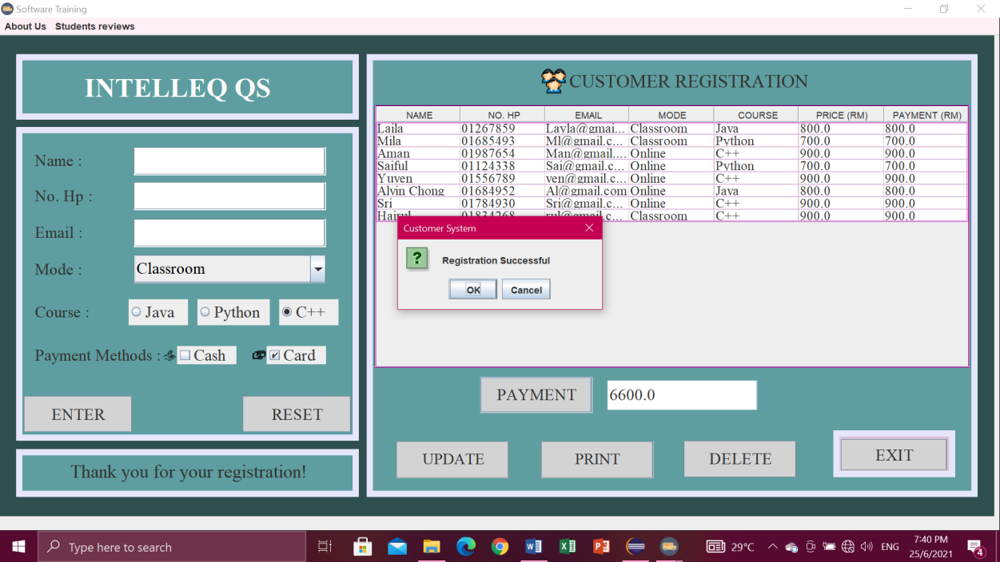 Software Training
About Us Students reviews
INTELLEQ QS
Name :
No. Hp :
Email :
Mode : Classroom
Course : Java Python C++
Payment Methods : Cash Card
ENTER RESET
Thank you for your registration!
CUSTOMER REGISTRATION
NAME NO. HP EMAIL MODE COURSE PRICE (RM) PAYMENT (RM)
Laila 01267859 Layla@gmai... Classroom Java 800.0 800.0
Mila 01685493 Ml@gmail.c... Classroom Python 700.0 700.0
Aman 01987654 Man@gmail.... Online C++ 900.0 900.0
Saiful 01124338 Sai@gmail.c... Online Python 700.0 700.0
Yuven 01556789 ven@gmail.c... Online C++ 900.0 900.0
Alvin Chong 01684952 Al@gmail.com Online Java 800.0 800.0
Sri 01784930 Sri@gmail.c... Online C++ 900.0 900.0
Hairul 01834268 rul@gmail.c... Classroom C++ 900.0 900.0
Customer System
Registration Successful
OK Cancel
PAYMENT 6600.0
UPDATE PRINT DELETE EXIT
Type here to search
29°C ENG 7:40 PM
25/6/2021
4